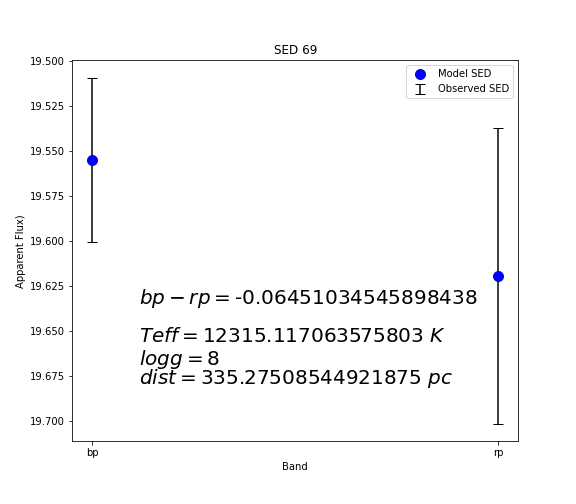 SED 69
19.500
19.525
19.550
19.575
19.600
19.625
19.650
19.675
19.700
Apparent Flux)
Model SED
Observed SED
bp − rp = -0.06451034545898438
Teff = 12315.117063575803 K
logg = 8
dist = 335.27508544921875 pc
bp
rp
Band